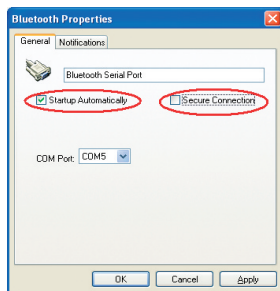 Bluetooth Properties
General Notifications
Bluetooth Serial Port
Startup Automatically Secure Connection
COM Port: COM5
OK Cancel Apply